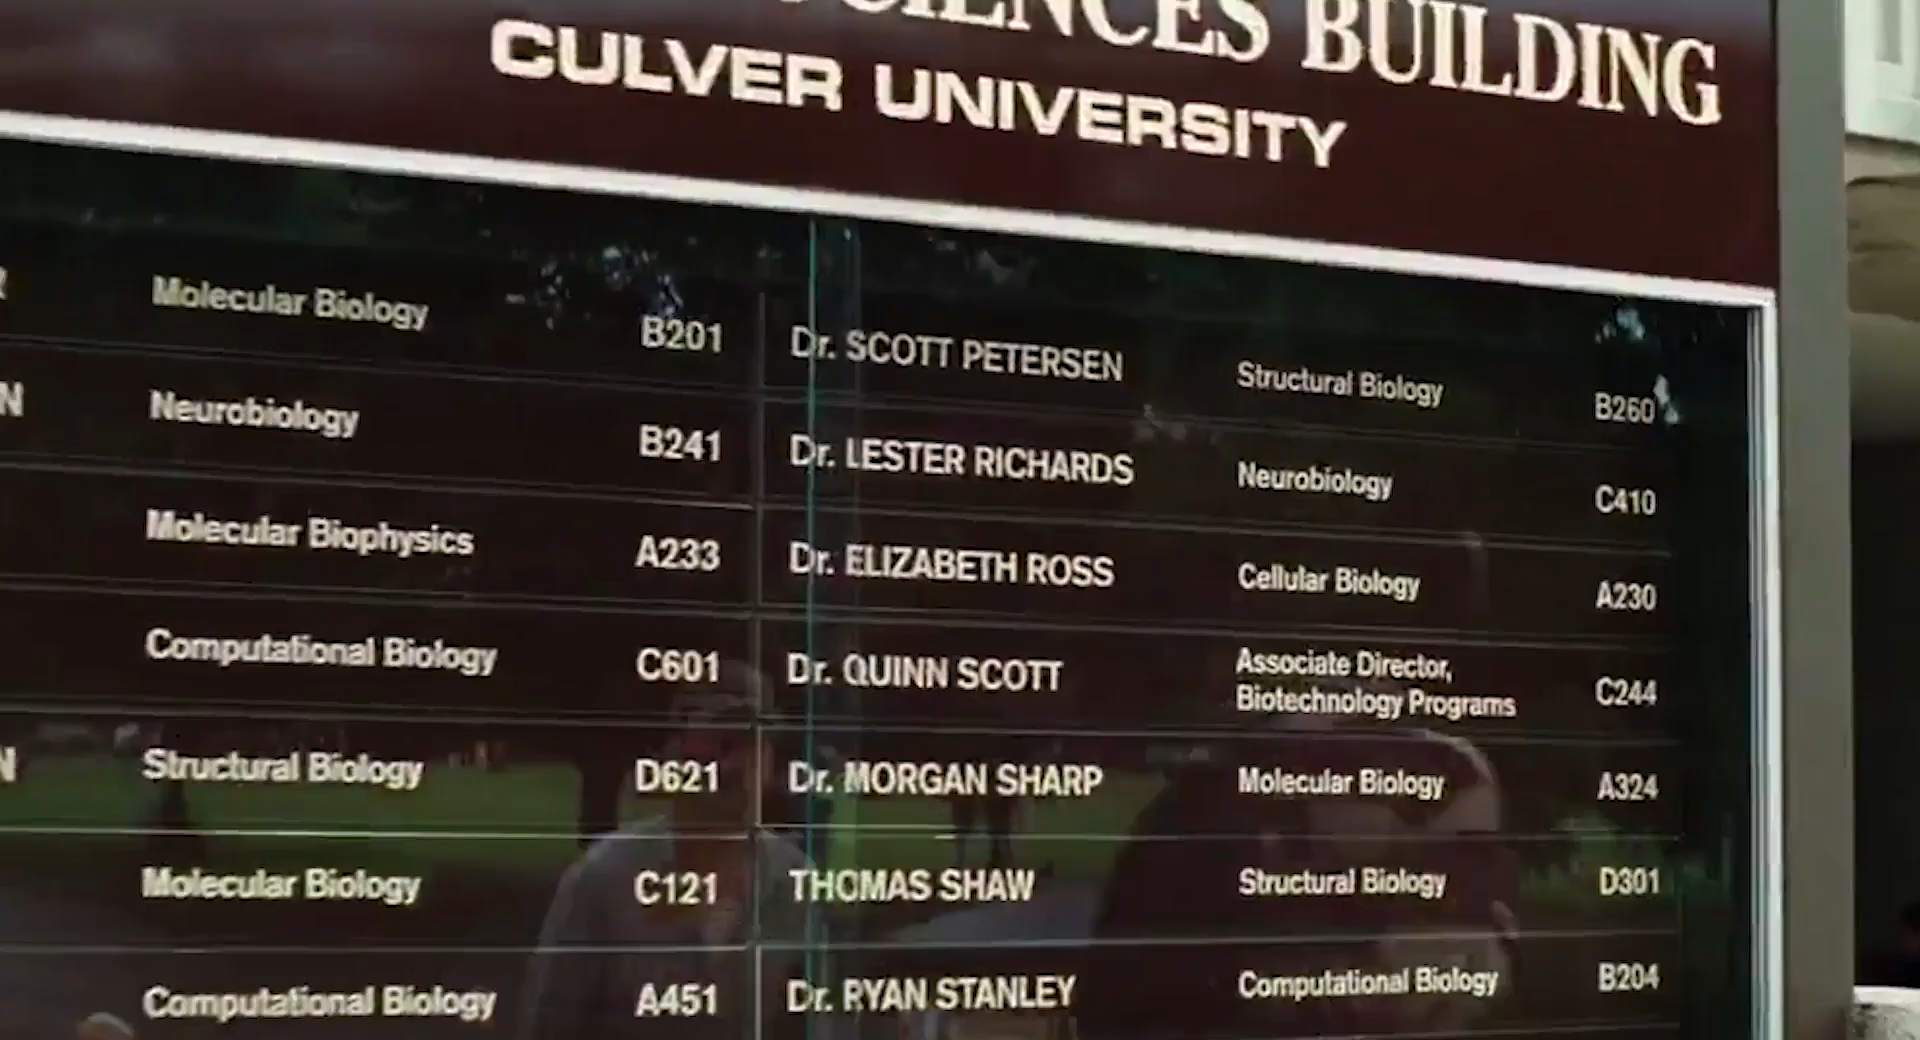 SCIENCES BUILDING
CULVER UNIVERSITY
Molecular Biology B201 Dr. SCOTT PETERSEN Structural Biology B260
N Neurobiology B241 Dr. LESTER RICHARDS Neurobiology C410
Molecular Biophysics A233 Dr. ELIZABETH ROSS Cellular Biology A230
Computational Biology C601 Dr. QUINN SCOTT Associate Director,
Biotechnology Programs C244
N Structural Biology D621 Dr. MORGAN SHARP Molecular Biology A324
Molecular Biology C121 THOMAS SHAW Structural Biology D301
Computational Biology A451 Dr. RYAN STANLEY Computational Biology B204